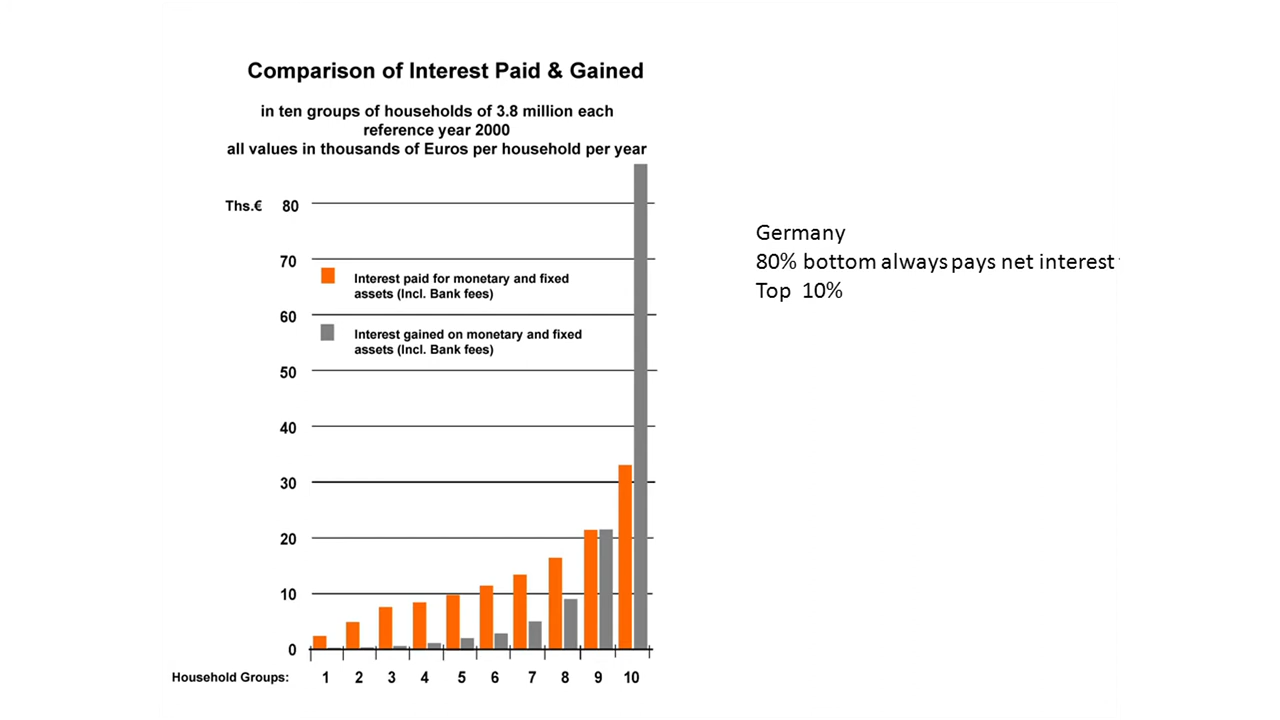 Comparison of Interest Paid & Gained
in ten groups of households of 3.8 million each
reference year 2000
all values in thousands of Euros per household per year
Ths.€ 80
70
60
50
40
30
20
10
0
Interest paid for monetary and fixed
assets (Incl. Bank fees)
Interest gained on monetary and fixed
assets (Incl. Bank fees)
Household Groups: 1 2 3 4 5 6 7 8 9 10
Germany
80% bottom always pays net interest
Top 10%